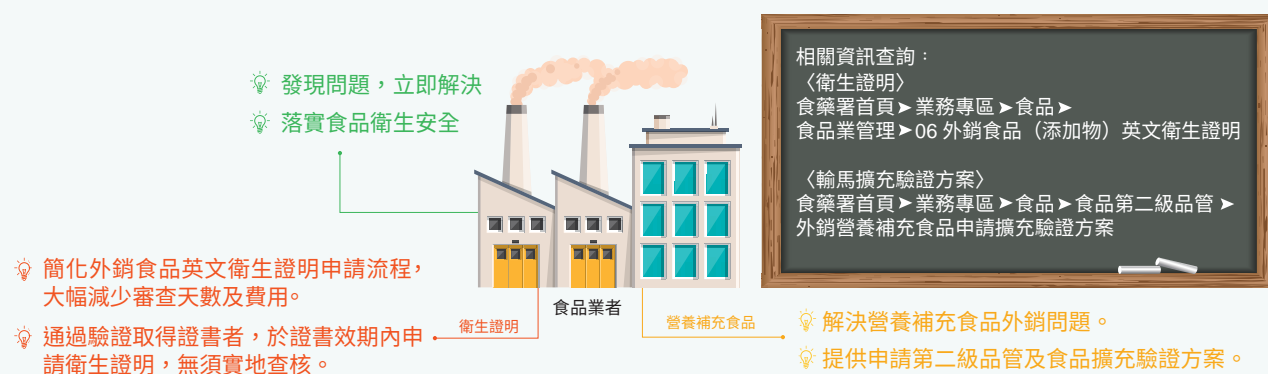 發現問題，立即解決
落實食品衛生安全
相關資訊查詢：
〈衛生證明〉
食藥署首頁➤業務專區➤食品➤
食品業管理➤06 外銷食品（添加物）英文衛生證明
〈輸馬擴充驗證方案〉
食藥署首頁➤業務專區➤食品➤食品第二級品管➤
外銷營養補充食品申請擴充驗證方案
簡化外銷食品英文衛生證明申請流程，
大幅減少審查天數及費用。
通過驗證取得證書者，於證書效期內申
請衛生證明，無須實地查核。
衛生證明
食品業者
營養補充食品
解決營養補充食品外銷問題。
提供申請第二級品管及食品擴充驗證方案。